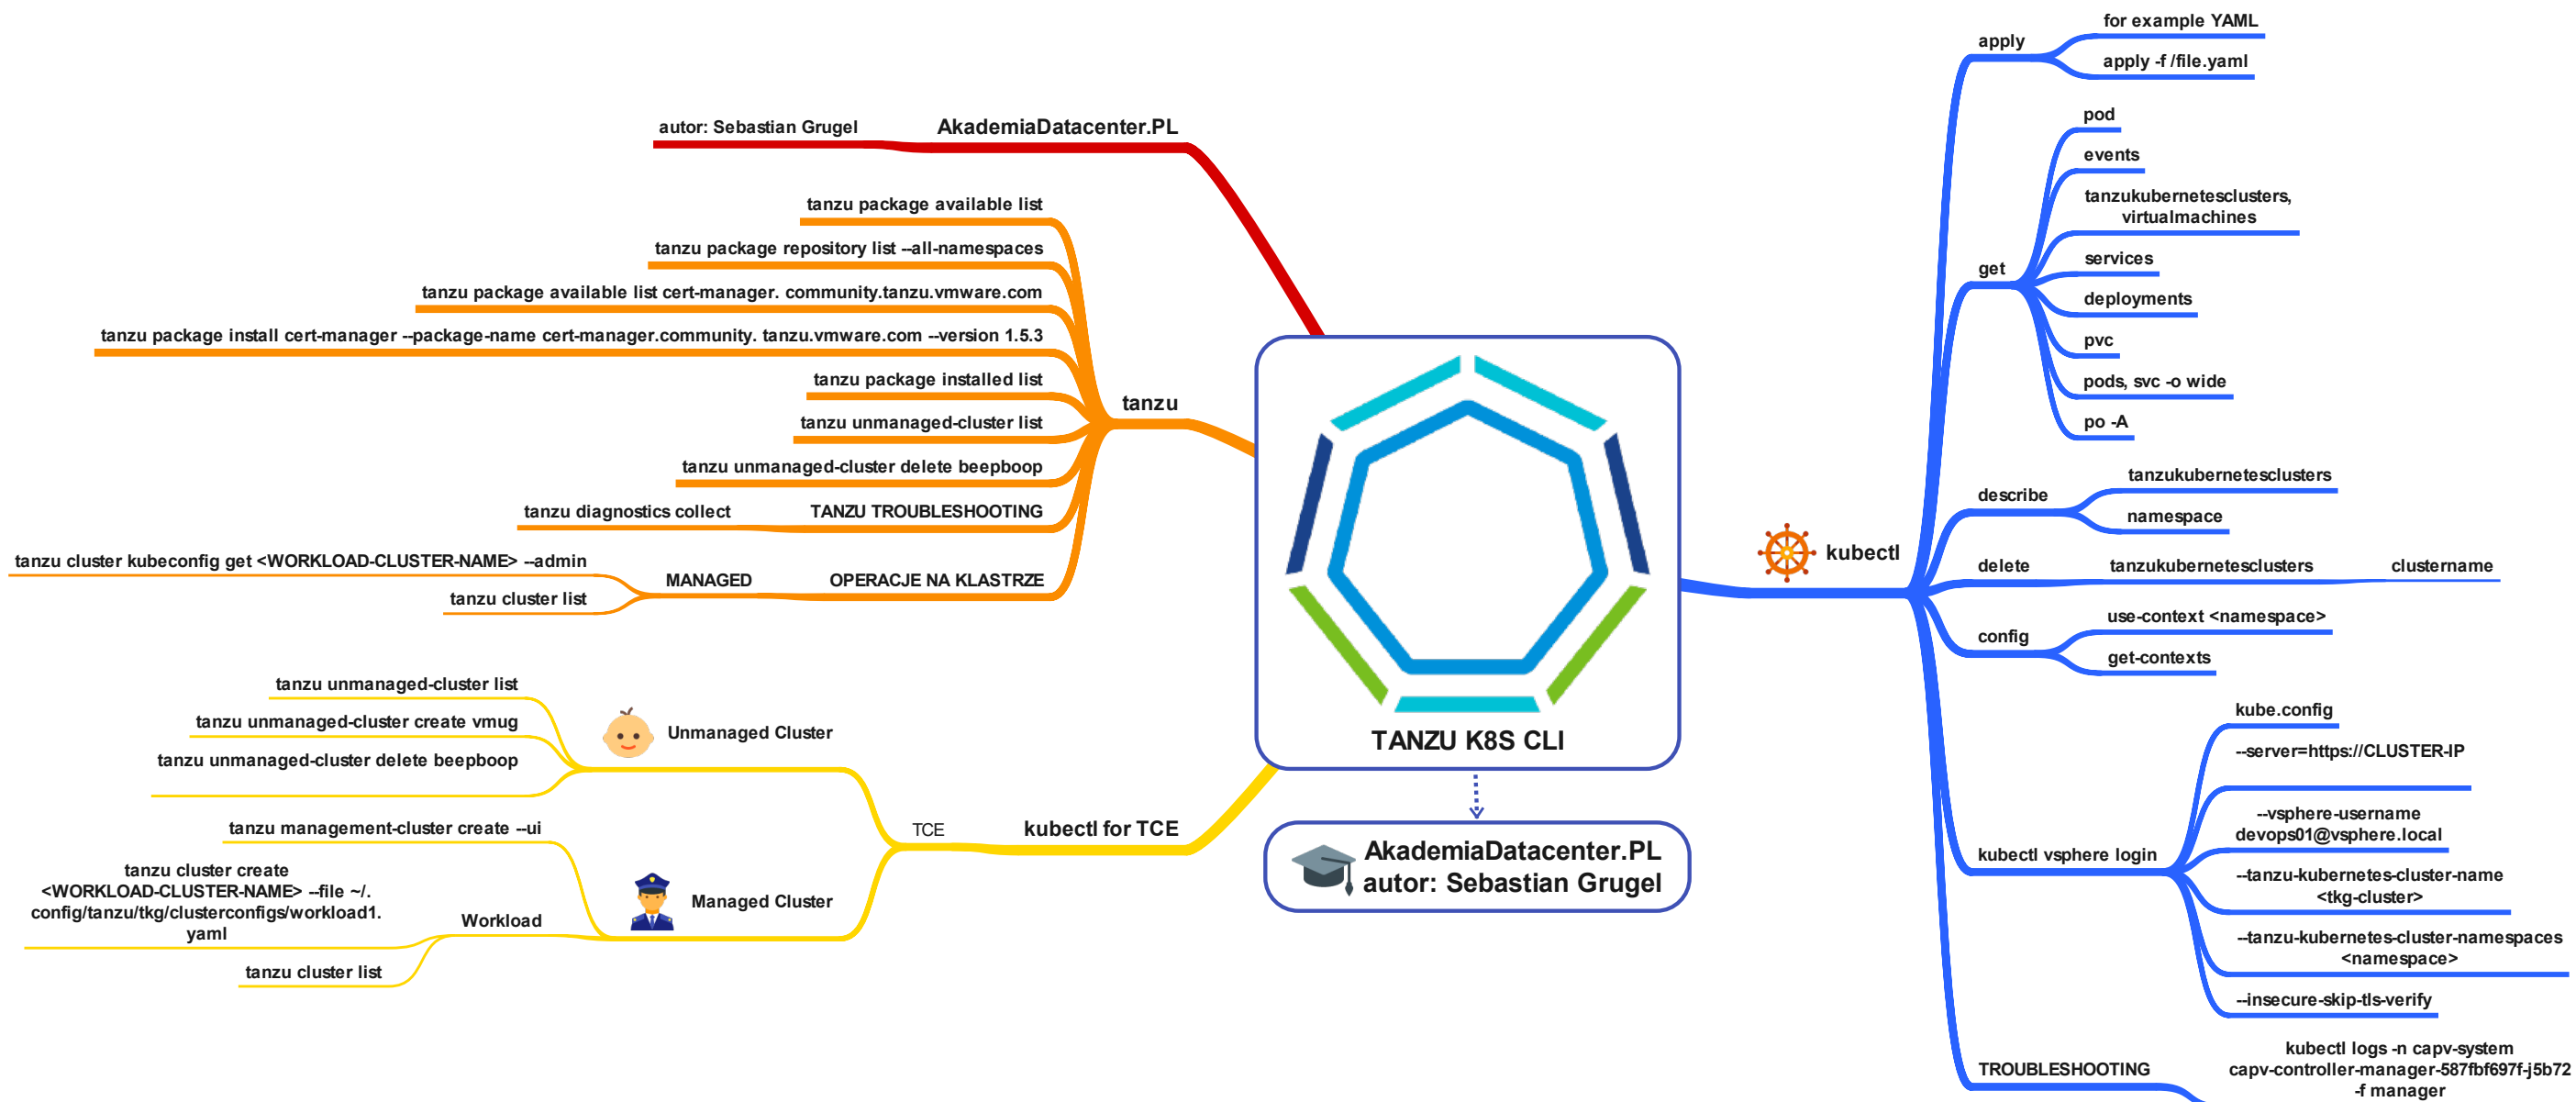 autor: Sebastian Grugel
AkademiaDatacenter.PL
tanzu
tanzu package available list
tanzu package repository list --all-namespaces
tanzu package available list cert-manager. community.tanzu.vmware.com
tanzu package install cert-manager --package-name cert-manager.community. tanzu.vmware.com --version 1.5.3
tanzu package installed list
tanzu unmanaged-cluster list
tanzu unmanaged-cluster delete beepboop
tanzu diagnostics collect
TANZU TROUBLESHOOTING
tanzu cluster kubeconfig get <WORKLOAD-CLUSTER-NAME> --admin
tanzu cluster list
MANAGED
OPERACJE NA KLASTRZE
kubectl for TCE
TCE
Unmanaged Cluster
tanzu unmanaged-cluster list
tanzu unmanaged-cluster create vmug
tanzu unmanaged-cluster delete beepboop
Managed Cluster
tanzu management-cluster create --ui
Workload
tanzu cluster create
<WORKLOAD-CLUSTER-NAME> --file ~/.
config/tanzu/tkg/clusterconfigs/workload1.
yaml
tanzu cluster list
TANZU K8S CLI
AkademiaDatacenter.PL
autor: Sebastian Grugel
kubectl
apply
for example YAML
apply -f /file.yaml
get
pod
events
tanzukubernetesclusters,
virtualmachines
services
deployments
pvc
pods, svc -o wide
po -A
describe
tanzukubernetesclusters
namespace
delete
tanzukubernetesclusters
clustername
config
use-context <namespace>
get-contexts
kubectl vsphere login
kube.config
--server=https://CLUSTER-IP
--vsphere-username
devops01@vsphere.local
--tanzu-kubernetes-cluster-name
<tkg-cluster>
--tanzu-kubernetes-cluster-namespaces
<namespace>
--insecure-skip-tls-verify
TROUBLESHOOTING
kubectl logs -n capv-system
capv-controller-manager-587fbf697f-j5b72
-f manager